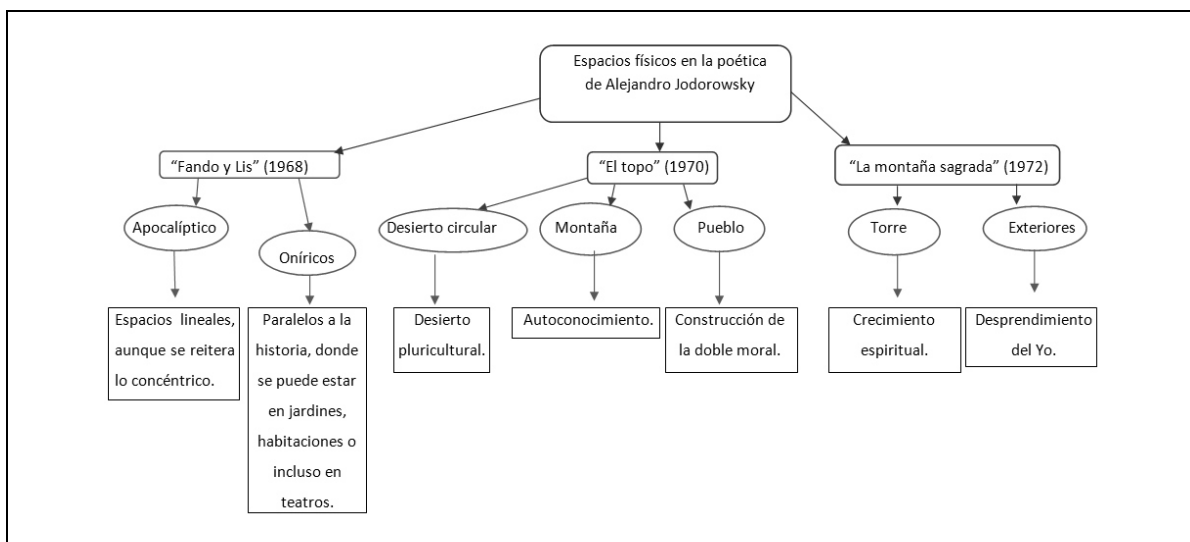 Espacios físicos en la poética
de Alejandro Jodorowsky
“Fando y Lis” (1968)
“El topo” (1970)
“La montaña sagrada” (1972)
Apocalíptico
Oníricos
Desierto circular
Montaña
Pueblo
Torre
Exteriores
Espacios lineales,
aunque se reitera
lo concéntrico.
Paralelos a la
historia, donde
se puede estar
en jardines,
habitaciones o
incluso en
teatros.
Desierto
pluricultural.
Autoconocimiento.
Construcción de
la doble moral.
Crecimiento
espiritual.
Desprendimiento
del Yo.